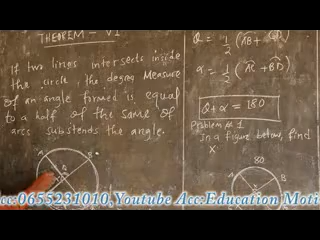 THEOREM - VI
If two lines intersects inside
the circle, the degree Measure
of an angle formed is equal
to a half of the same of
arcs substends the angle.
θ = 1/2 (AB +
α = 1/2 (AC + BD)
θ + α = 180
Problem # 1
In a figure below, find
x
80
Acc:0655231010,Youtube Acc:Education Moti